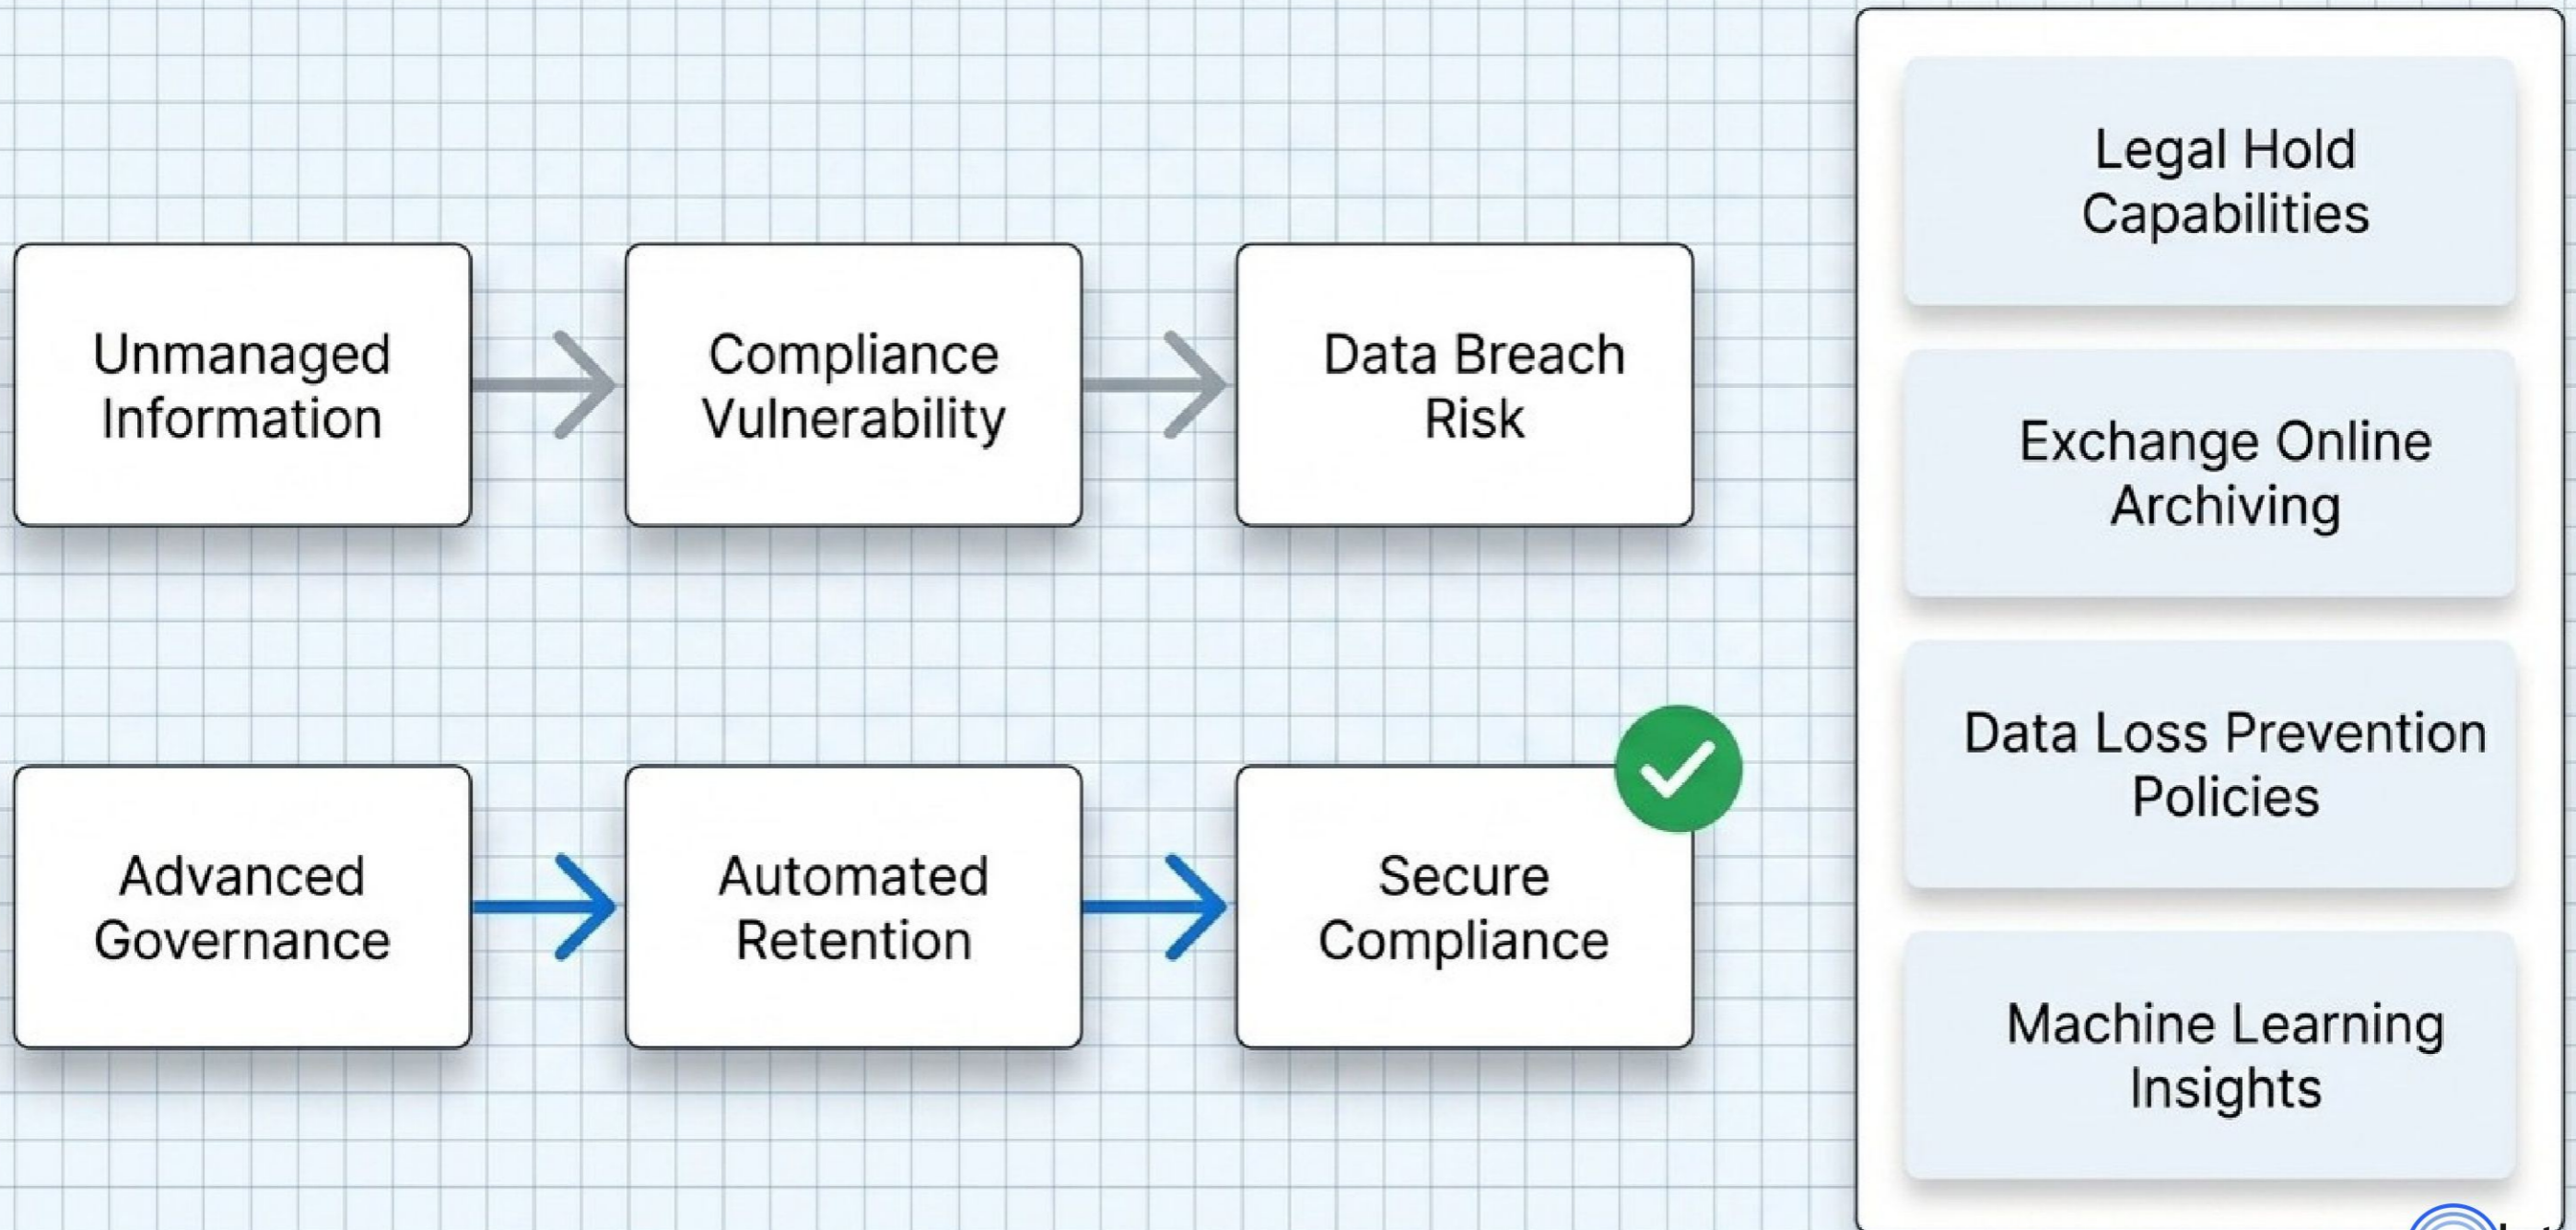 Unmanaged
Information
Compliance
Vulnerability
Data Breach
Risk
Advanced
Governance
Automated
Retention
Secure
Compliance
Legal Hold
Capabilities
Exchange Online
Archiving
Data Loss Prevention
Policies
Machine Learning
Insights